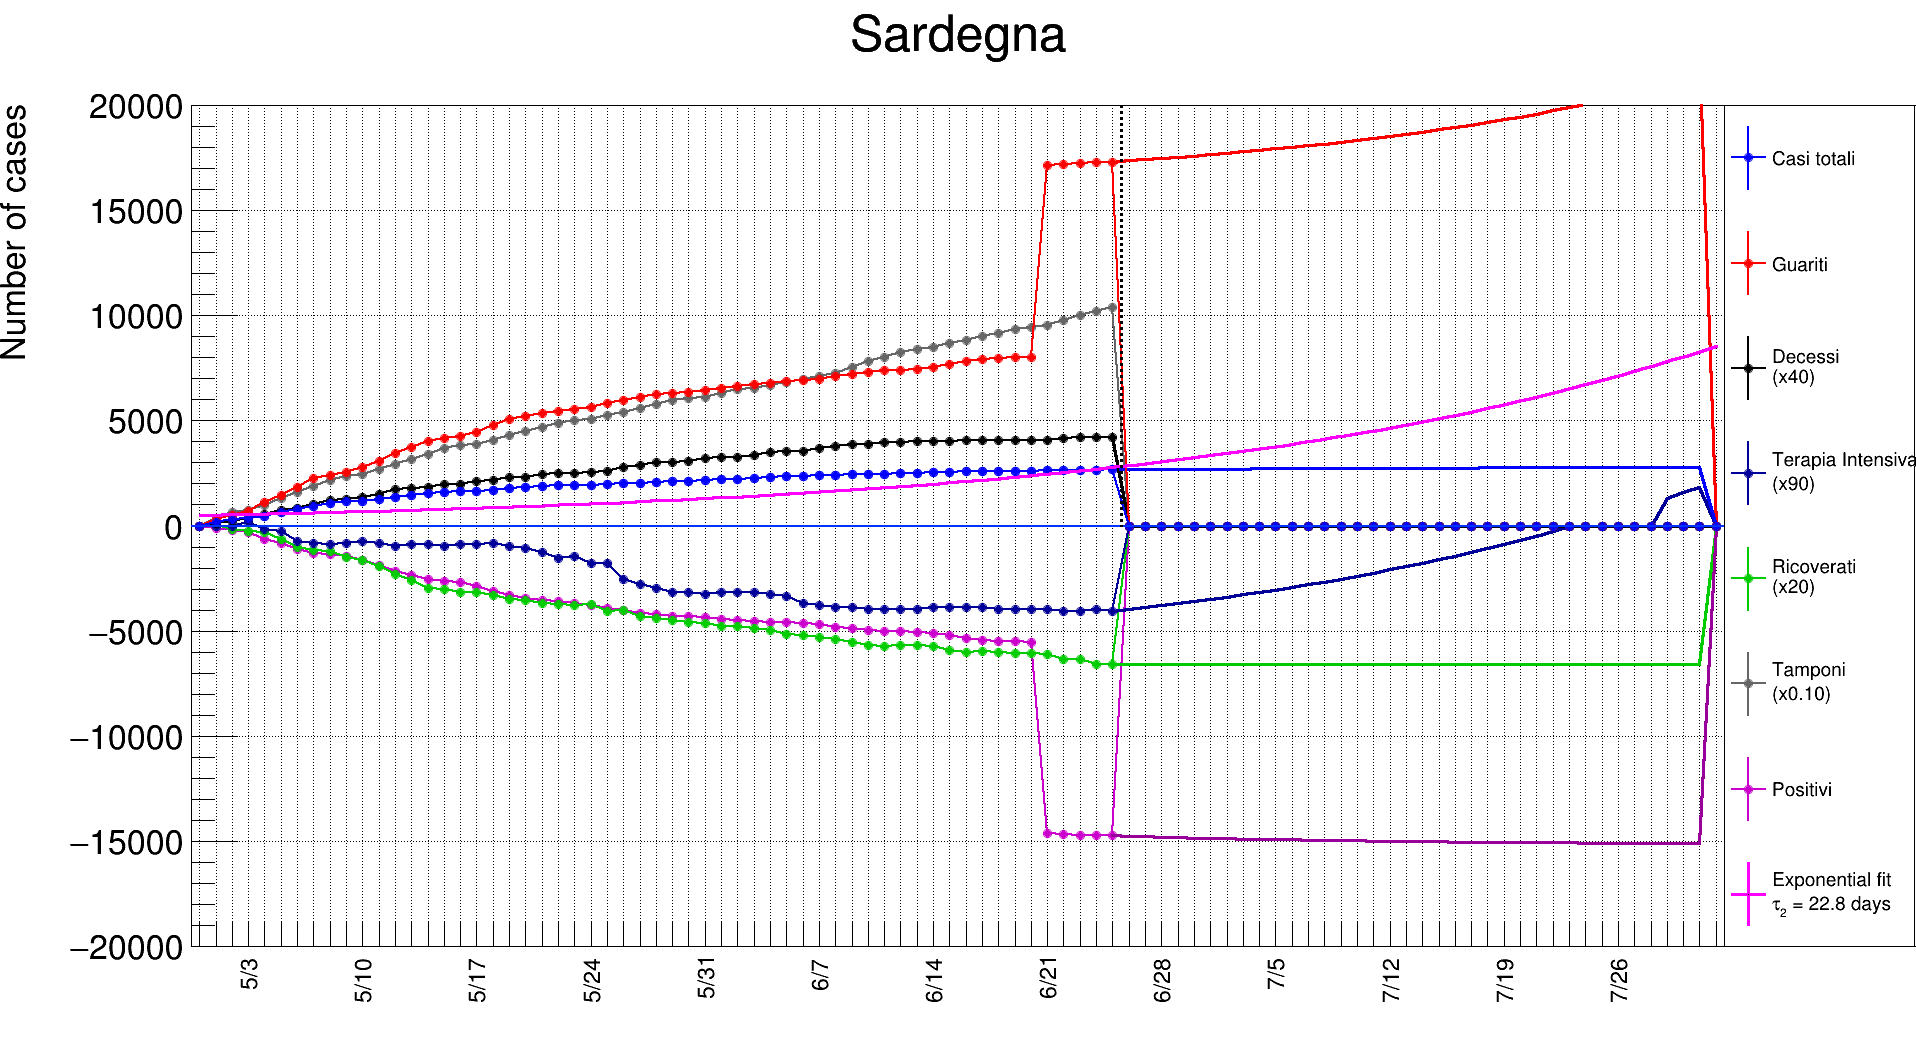 Sardegna
Number of cases
20000
15000
10000
5000
0
−5000
−10000
−15000
−20000
5/3
5/10
5/17
5/24
5/31
6/7
6/14
6/21
6/28
7/5
7/12
7/19
7/26
Casi totali
Guariti
Decessi
(x40)
Terapia Intensiva
(x90)
Ricoverati
(x20)
Tamponi
(x0.10)
Positivi
Exponential fit
τ2 = 22.8 days